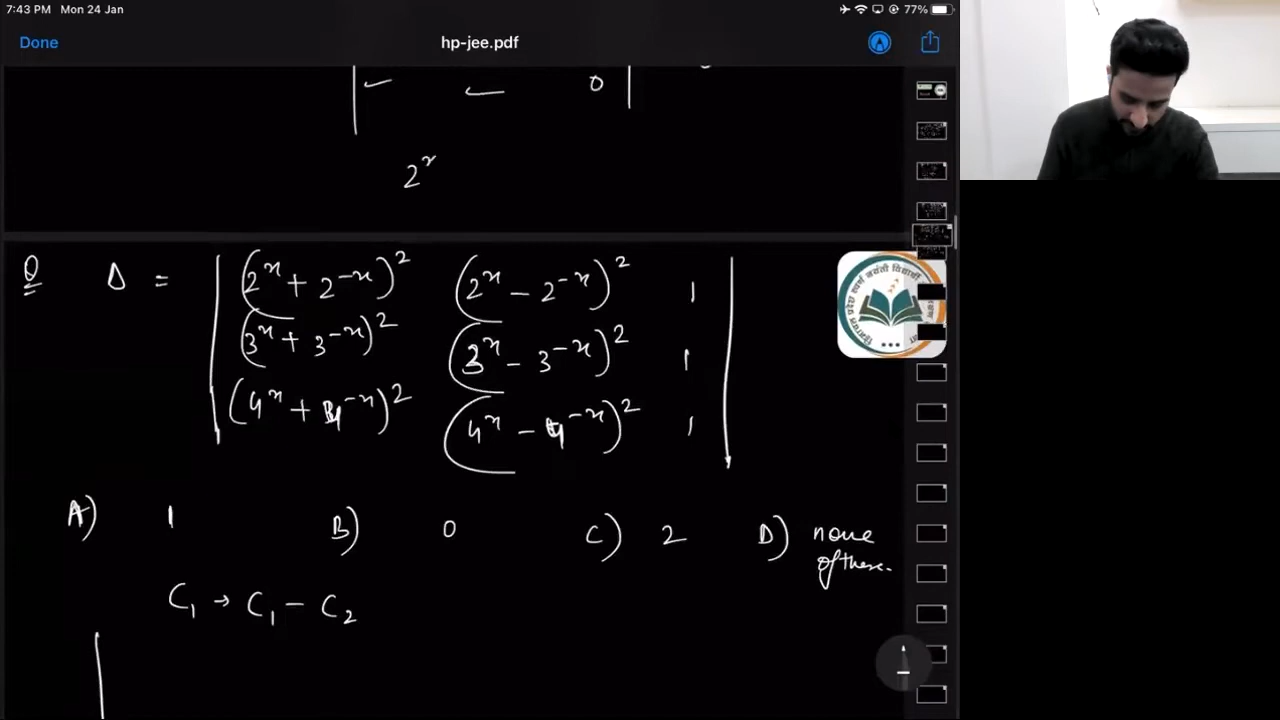 7:43 PM Mon 24 Jan 77%
Done hp-jee.pdf
0
2^x
Q Δ = | (2^x + 2^-x)^2 (2^x - 2^-x)^2 1 |
(3^x + 3^-x)^2 (3^x - 3^-x)^2 1
(4^x + 4^-x)^2 (4^x - 4^-x)^2 1
A) 1 B) 0 C) 2 D) none
of these.
C₁ → C₁ - C₂